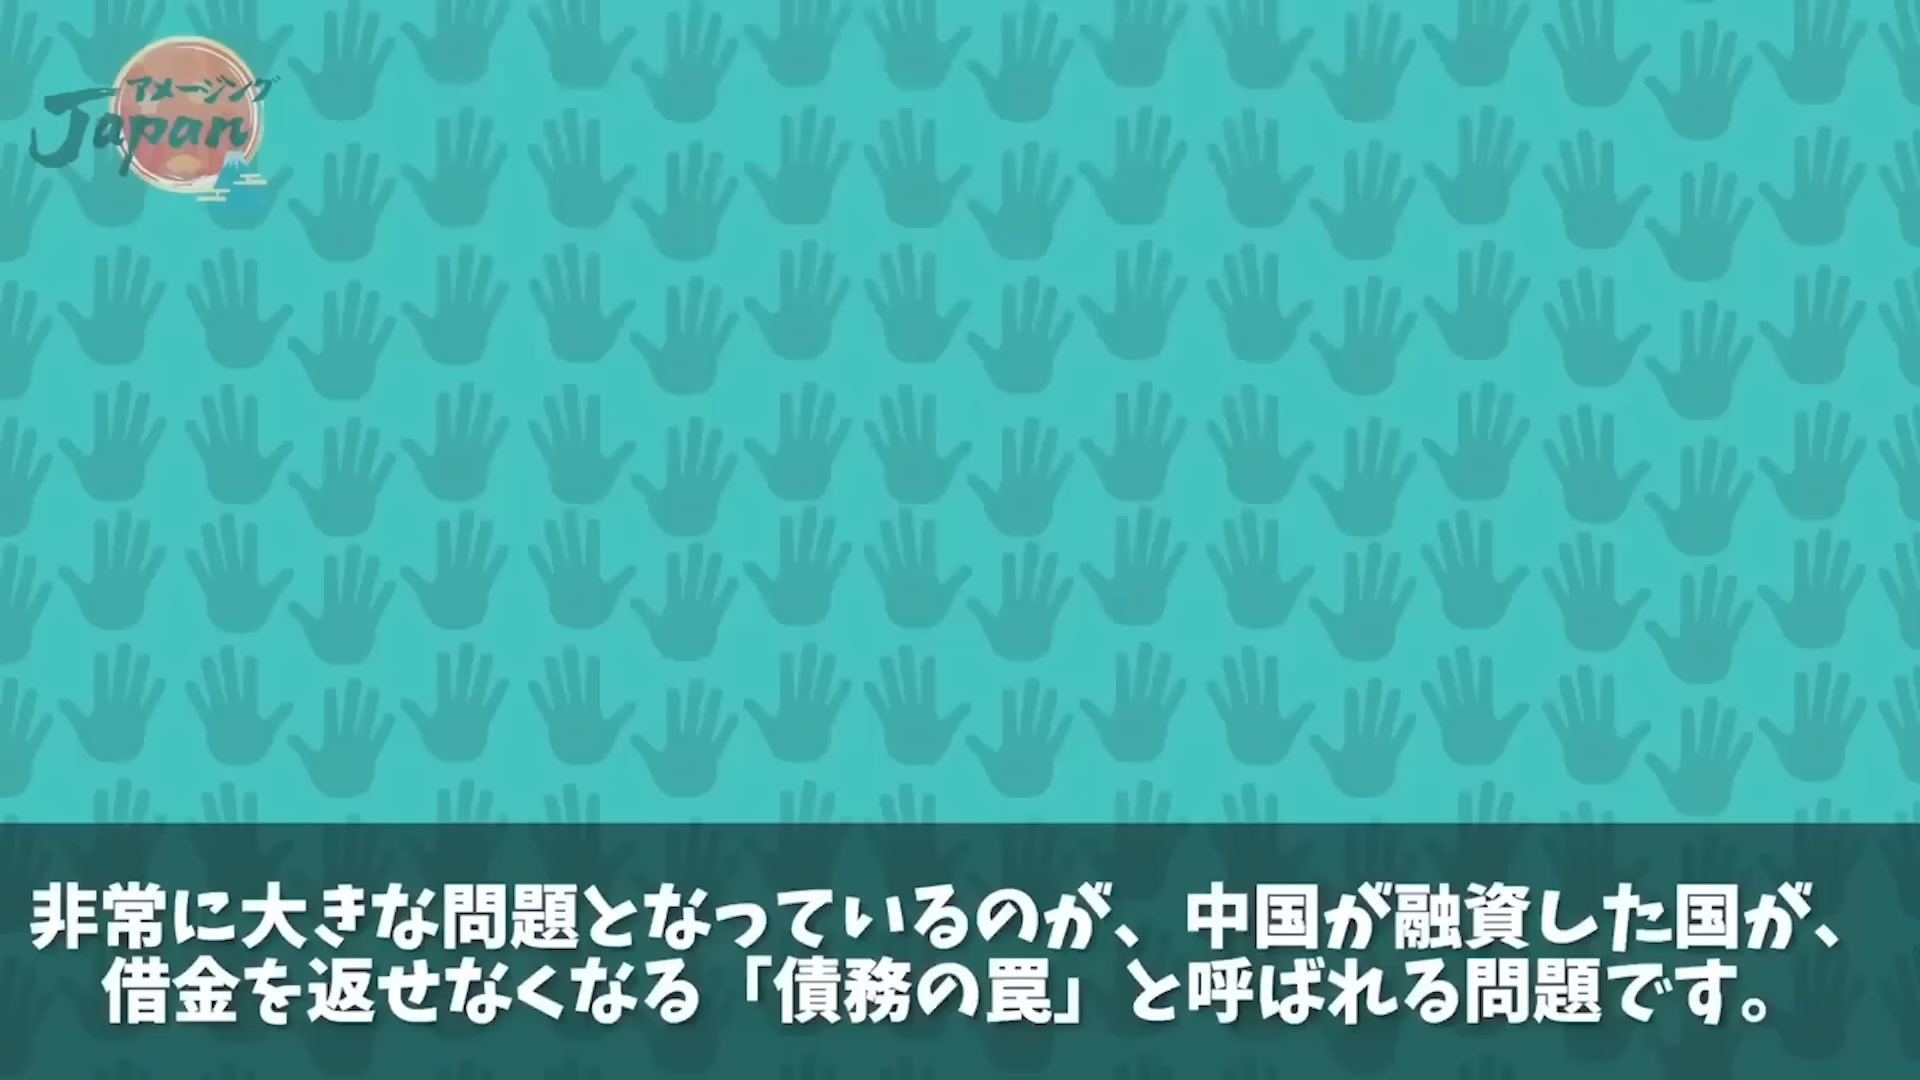 アメージング
Japan
非常に大きな問題となっているのが、中国が融資した国が、
借金を返せなくなる「債務の罠」と呼ばれる問題です。